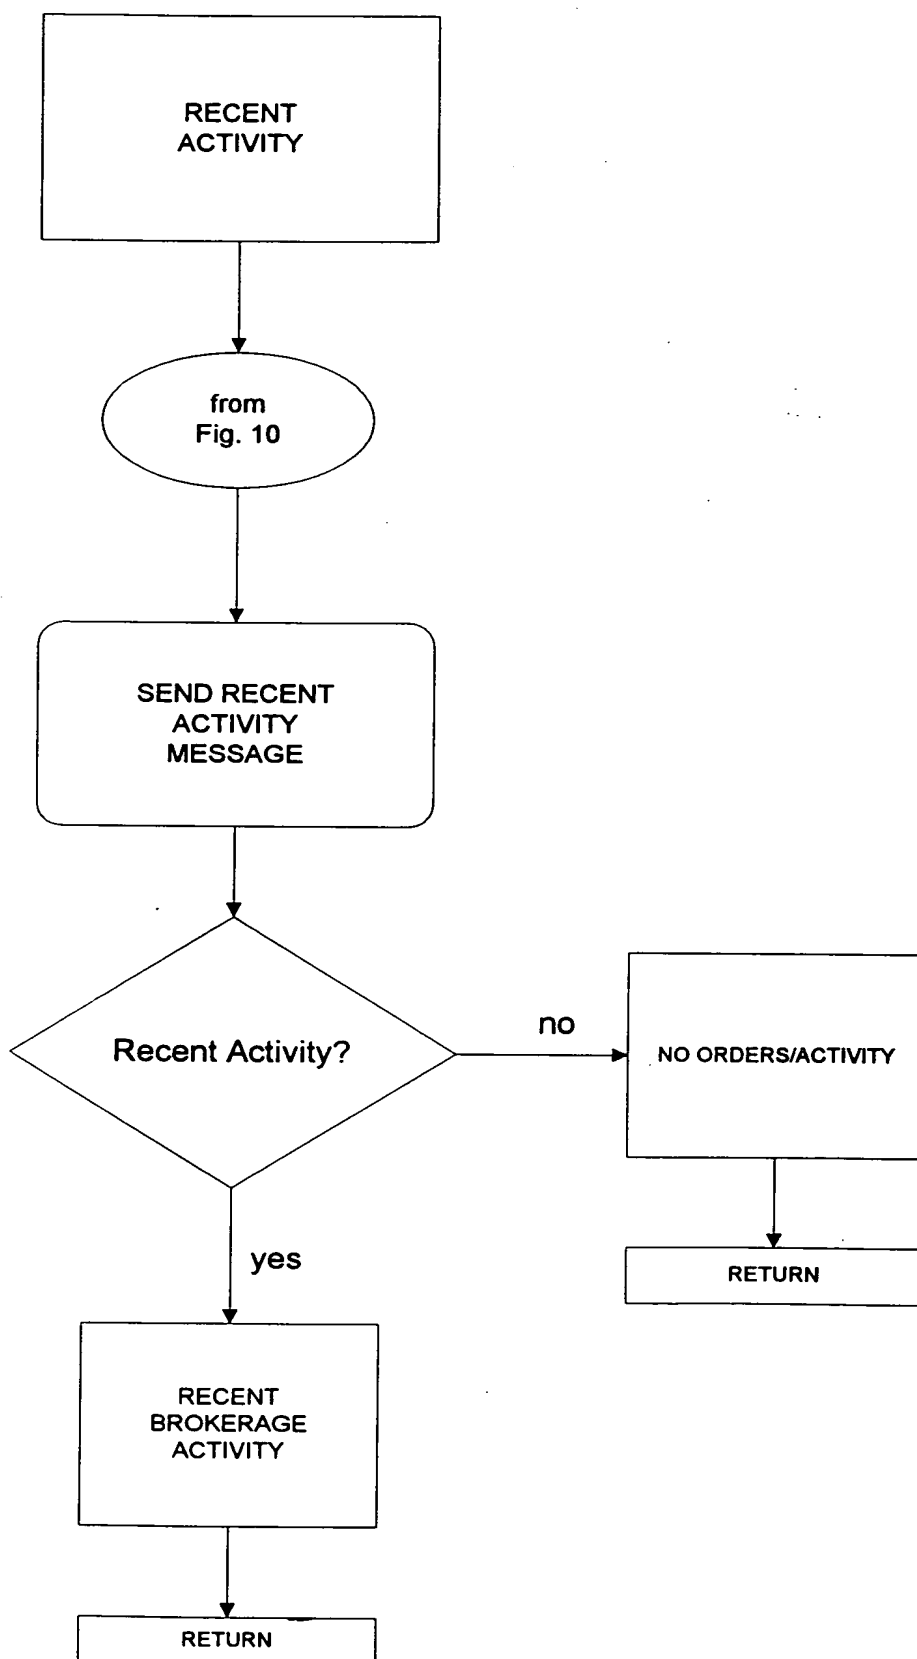 RECENT
ACTIVITY
from
Fig. 10
SEND RECENT
ACTIVITY
MESSAGE
Recent Activity?
no
NO ORDERS/ACTIVITY
RETURN
yes
RECENT
BROKERAGE
ACTIVITY
RETURN